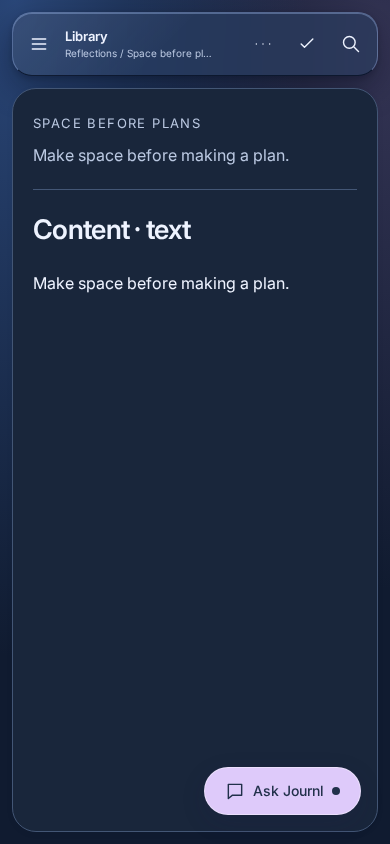 Library
Reflections / Space before pl...
SPACE BEFORE PLANS
Make space before making a plan.
Content · text
Make space before making a plan.
Ask Journl